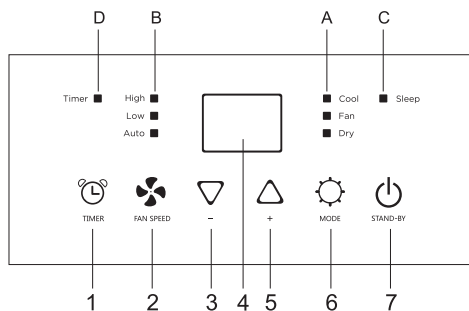 D B A C
Timer High Cool Sleep
Low Fan
Auto Dry
TIMER FAN SPEED – + MODE STAND-BY
1 2 3 4 5 6 7